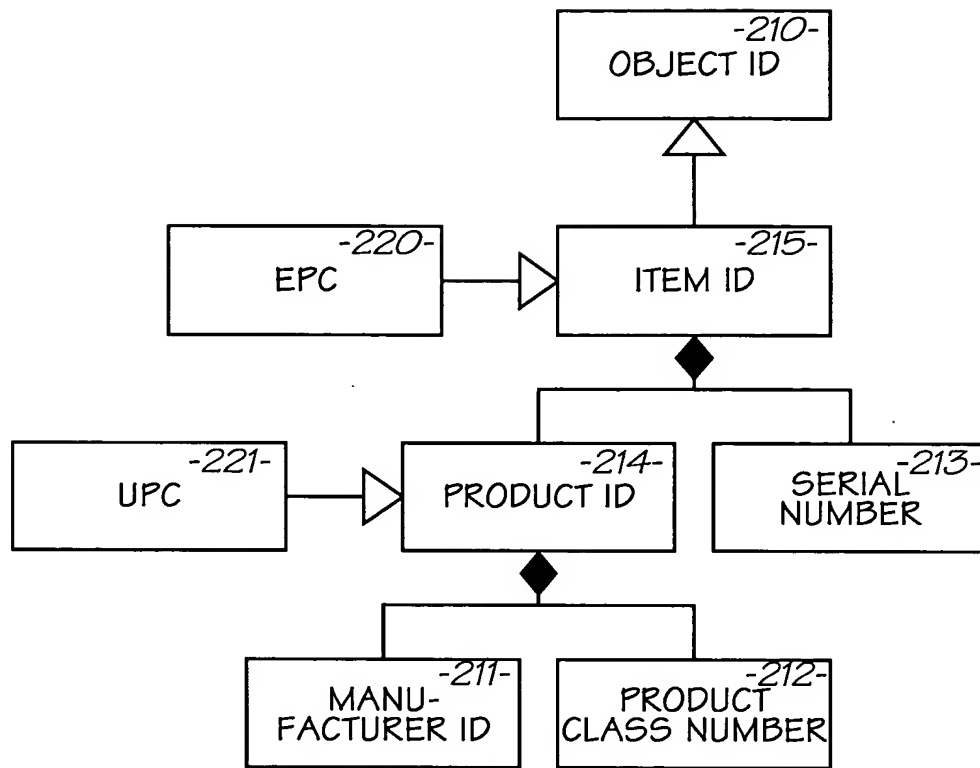 -210-
OBJECT ID
-220-
EPC
-215-
ITEM ID
-221-
UPC
-214-
PRODUCT ID
-213-
SERIAL
NUMBER
-211-
MANU-
FACTURER ID
-212-
PRODUCT
CLASS NUMBER